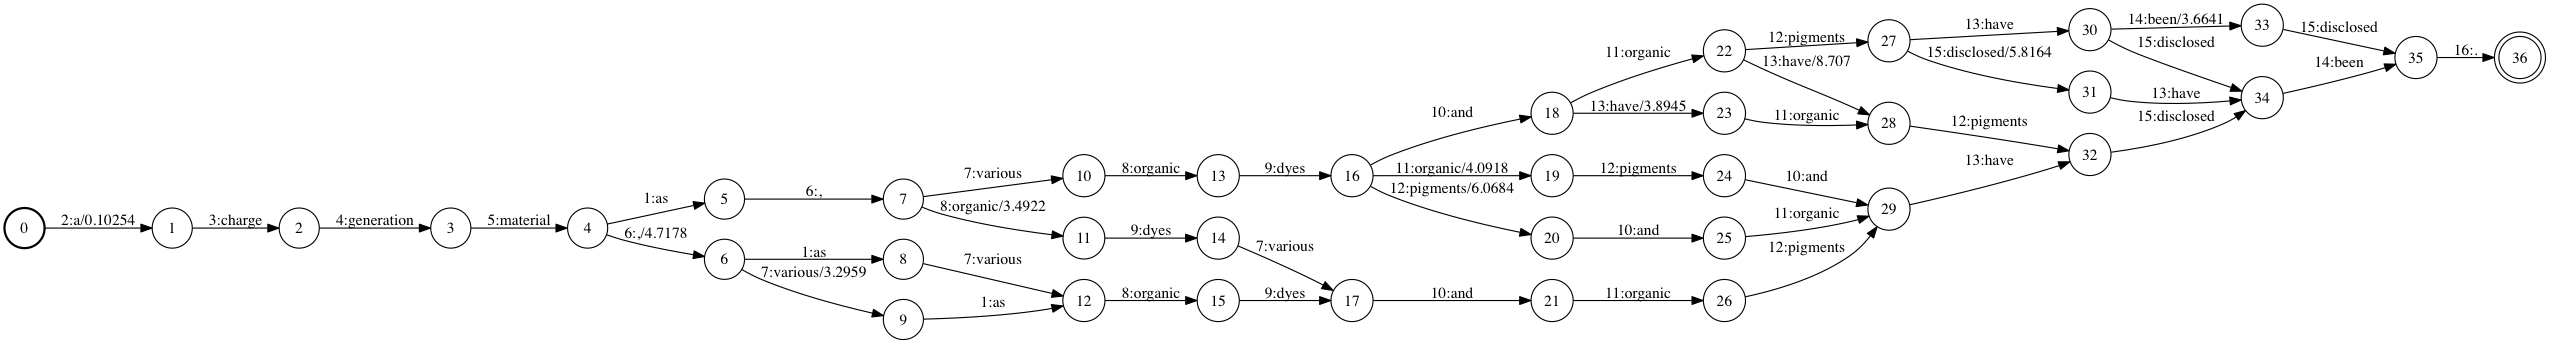 0
2:a/0.10254
1
3:charge
2
4:generation
3
5:material
4
1:as
5
6:,
7
6:,/4.7178
6
1:as
8
7:various/3.2959
9
7:various
10
8:organic
13
9:dyes
16
8:organic/3.4922
11
9:dyes
14
7:various
7:various
1:as
12
8:organic
15
9:dyes
17
10:and
18
11:organic/4.0918
19
12:pigments/6.0684
20
10:and
21
11:organic
22
13:have/3.8945
23
12:pigments
24
10:and
25
11:organic
26
12:pigments
27
13:have/8.707
11:organic
28
10:and
11:organic
12:pigments
29
13:have
30
15:disclosed/5.8164
31
12:pigments
13:have
32
14:been/3.6641
33
15:disclosed
13:have
15:disclosed
34
15:disclosed
14:been
35
16:.
36